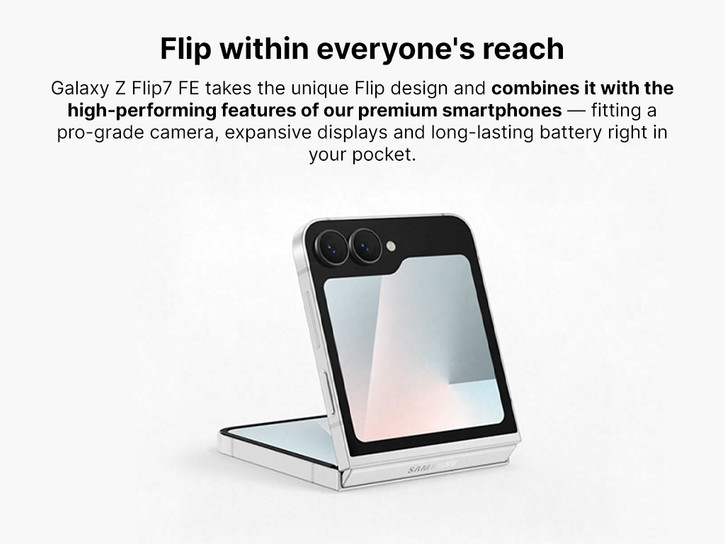 Flip within everyone's reach
Galaxy Z Flip7 FE takes the unique Flip design and combines it with the
high-performing features of our premium smartphones — fitting a
pro-grade camera, expansive displays and long-lasting battery right in
your pocket.
SAMSUNG